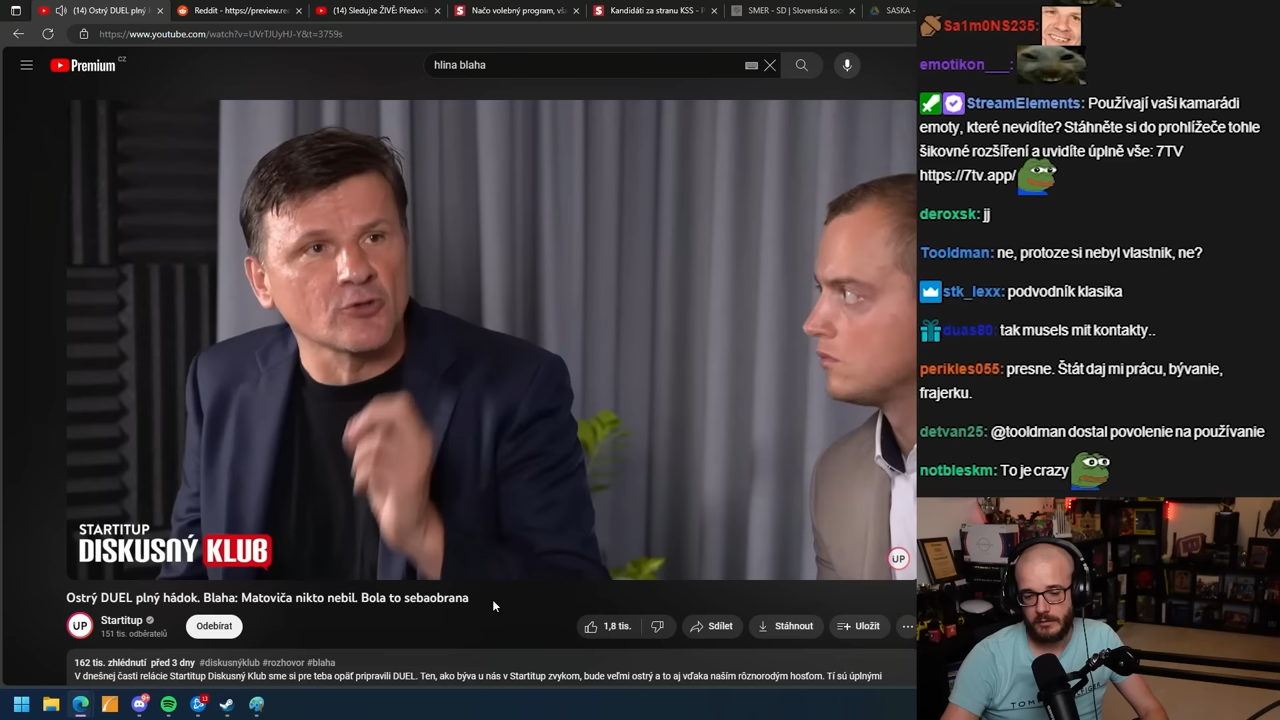 (14) Ostrý DUEL plný h
Reddit - https://preview.re
(14) Sledujte ŽIVĚ: Předvol
Načo volebný program, vš
Kandidáti za stranu KSS - P
SMER - SD | Slovenská soc
SASKA -
https://www.youtube.com/watch?v=UVrTJUyHJ-Y&t=3759s
Premium CZ
hlina blaha
STARTITUP
DISKUSNÝ KLUB
UP
Ostrý DUEL plný hádok. Blaha: Matoviča nikto nebil. Bola to sebaobrana
UP
Startitup
151 tis. odběratelů
Odebírat
1,8 tis.
Sdílet
Stáhnout
Uložit
162 tis. zhlédnutí před 3 dny #diskusnýklub #rozhovor #blaha
V dnešnej časti relácie Startitup Diskusný Klub sme si pre teba opäť pripravili DUEL. Ten, ako býva u nás v Startitup zvykom, bude veľmi ostrý a to aj vďaka našim rôznorodým hosťom. Tí sú úplnými
Sa1m0NS235:
emotikon___:
StreamElements: Používají vaši kamarádi
emoty, které nevidíte? Stáhněte si do prohlížeče tohle
šikovné rozšíření a uvidíte úplně vše: 7TV
https://7tv.app/
deroxsk: jj
Tooldman: ne, protoze si nebyl vlastnik, ne?
stk_lexx: podvodník klasika
duas80: tak musels mit kontakty..
perikles055: presne. Štát daj mi prácu, bývanie,
frajerku.
detvan25: @tooldman dostal povolenie na používanie
notbleskm: To je crazy